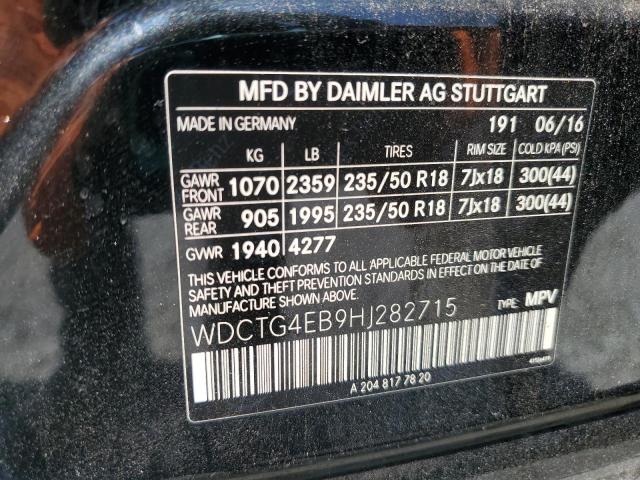 MFD BY DAIMLER AG STUTTGART
MADE IN GERMANY 191 06/16
KG LB TIRES RIM SIZE COLD KPA (PSI)
GAWR FRONT 1070 2359 235/50 R18 7Jx18 300(44)
GAWR REAR 905 1995 235/50 R18 7Jx18 300(44)
GVWR 1940 4277
THIS VEHICLE CONFORMS TO ALL APPLICABLE FEDERAL MOTOR VEHICLE
SAFETY AND THEFT PREVENTION STANDARDS IN EFFECT ON THE DATE OF
MANUFACTURE SHOWN ABOVE.
WDCTG4EB9HJ282715 TYPE: MPV
A 204 817 78 20